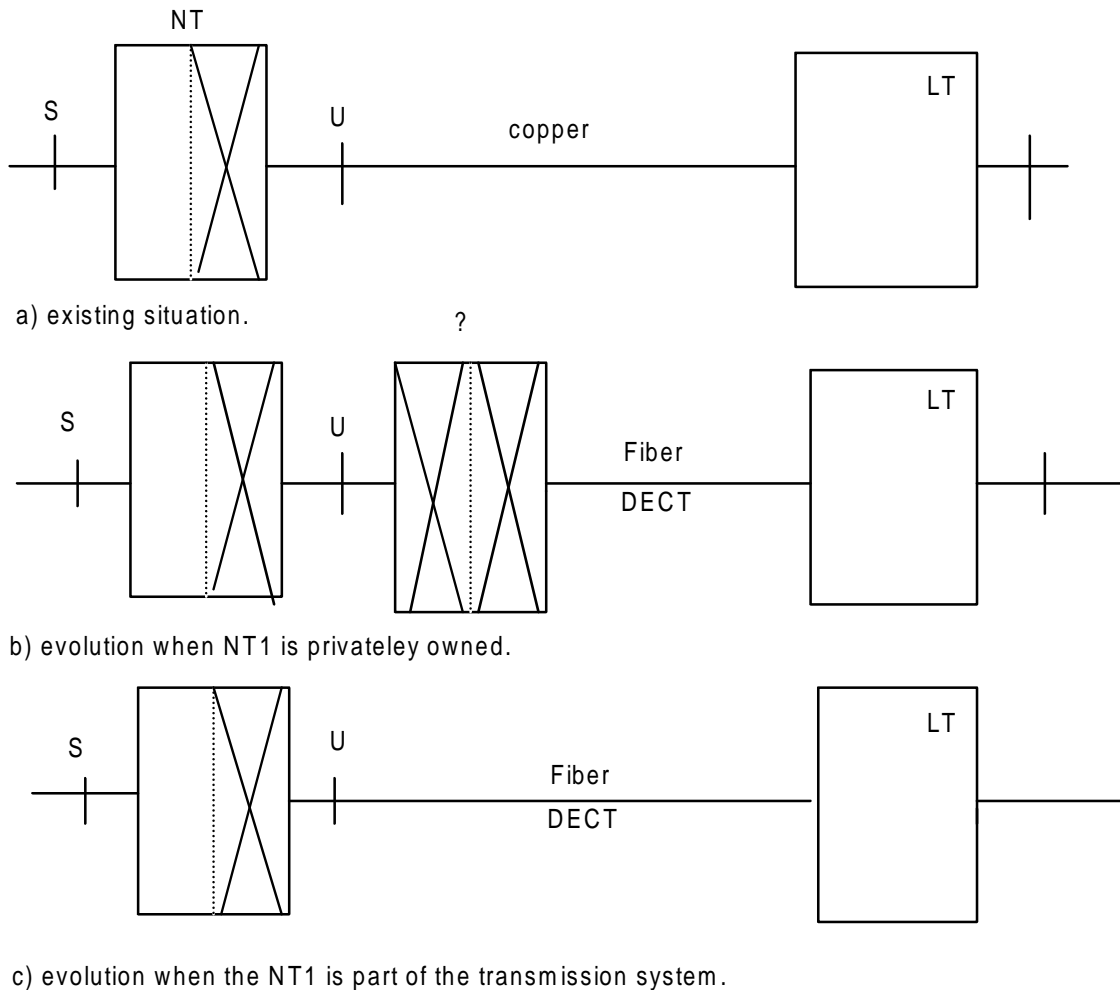 NT
LT
S
U
copper
a) existing situation.
?
LT
S
U
Fiber
DECT
b) evolution when NT1 is privateley owned.
LT
S
U
Fiber
DECT
c) evolution when the NT1 is part of the transmission system.